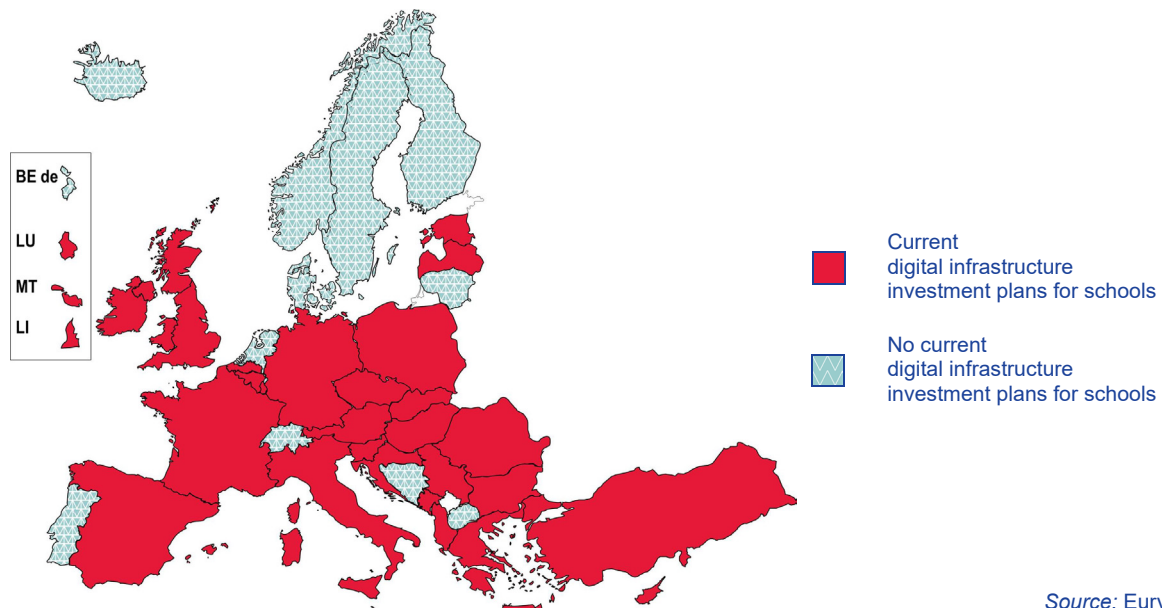 BE de
LU
MT
LI
Current
digital infrastructure
investment plans for schools
No current
digital infrastructure
investment plans for schools
Source: